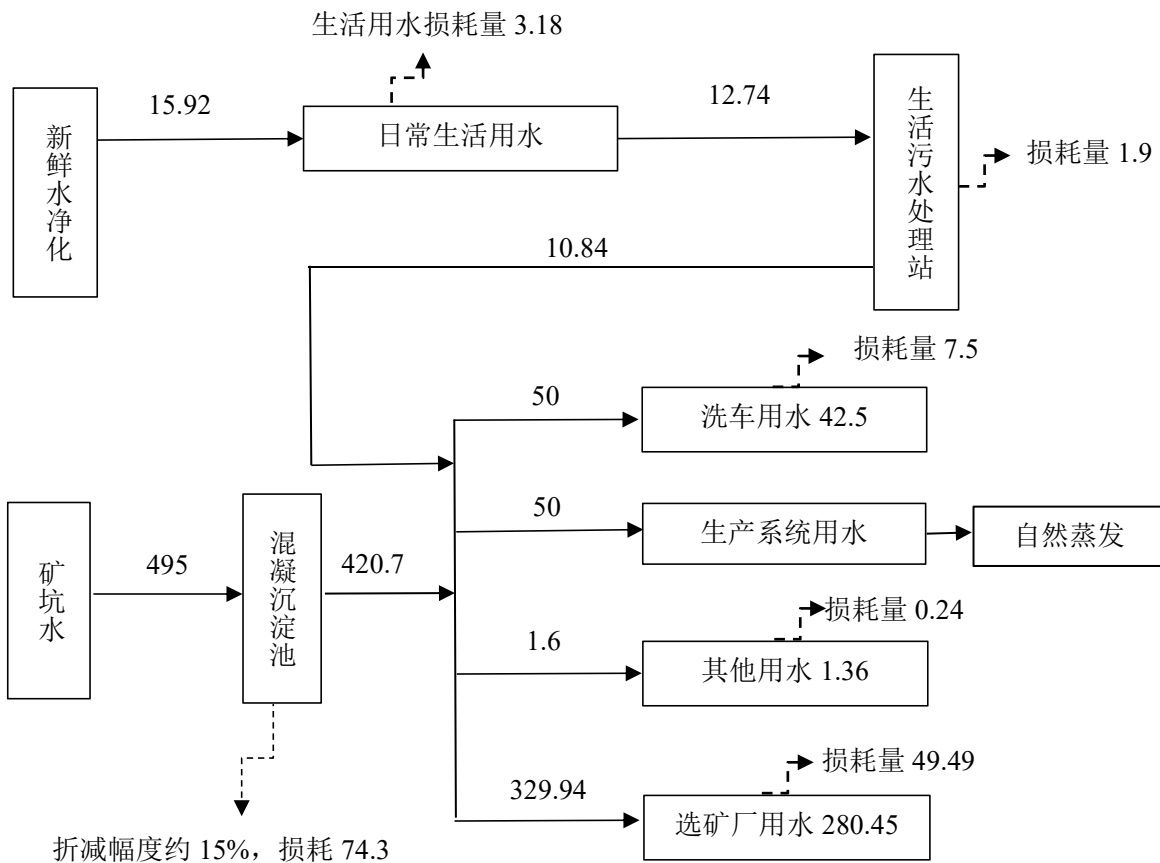 生活用水损耗量 3.18
15.92
12.74
新鲜水净化
日常生活用水
生活污水处理站
损耗量 1.9
10.84
损耗量 7.5
50
洗车用水 42.5
50
生产系统用水
自然蒸发
矿坑水
495
混凝沉淀池
420.7
损耗量 0.24
1.6
其他用水 1.36
损耗量 49.49
329.94
选矿厂用水 280.45
折减幅度约 15%，损耗 74.3